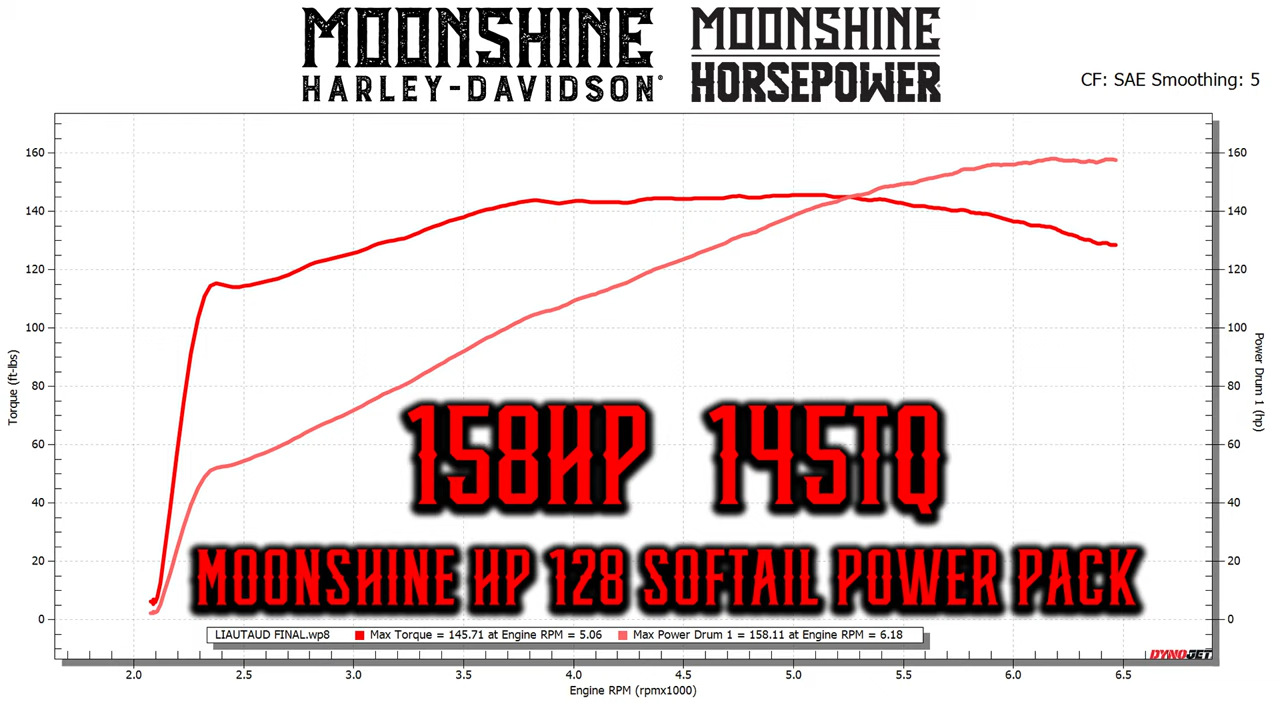 MOONSHINE
HARLEY-DAVIDSON®
MOONSHINE
HORSEPOWER®
CF: SAE Smoothing: 5
160
140
120
100
80
60
40
20
0
Torque (ft-lbs)
160
140
120
100
80
60
40
20
0
Power Drum 1 (hp)
158HP 145TQ
MOONSHINE HP 128 SOFTAIL POWER PACK
LIAUTAUD FINAL.wp8 Max Torque = 145.71 at Engine RPM = 5.06 Max Power Drum 1 = 158.11 at Engine RPM = 6.18
DYNOJET
2.0 2.5 3.0 3.5 4.0 4.5 5.0 5.5 6.0 6.5
Engine RPM (rpmx1000)